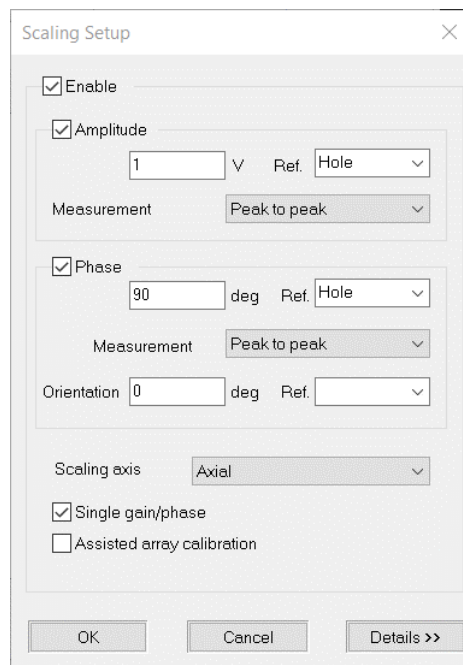 Scaling Setup
Enable
Amplitude
1 V Ref. Hole
Measurement Peak to peak
Phase
90 deg Ref. Hole
Measurement Peak to peak
Orientation 0 deg Ref.
Scaling axis Axial
Single gain/phase
Assisted array calibration
OK Cancel Details >>